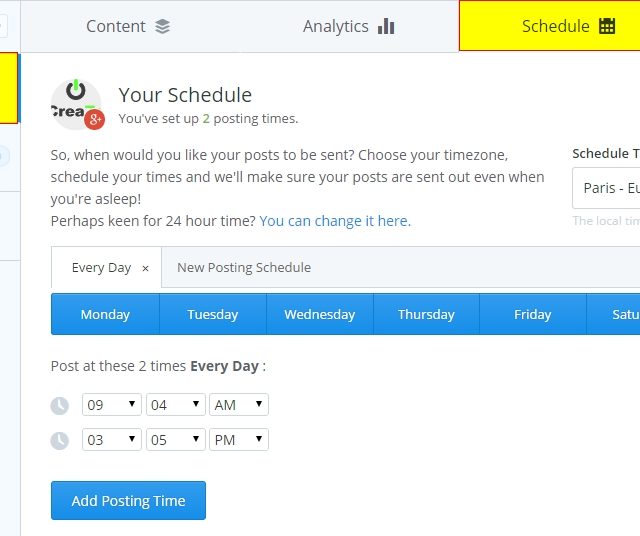 Content
Analytics
Schedule
Crea
g+
Your Schedule
You've set up 2 posting times.
So, when would you like your posts to be sent? Choose your timezone,
schedule your times and we'll make sure your posts are sent out even when
you're asleep!
Perhaps keen for 24 hour time? You can change it here.
Schedule T
Paris - Eu
The local tim
Every Day ×
New Posting Schedule
Monday
Tuesday
Wednesday
Thursday
Friday
Satu
Post at these 2 times Every Day :
09 04 AM
03 05 PM
Add Posting Time